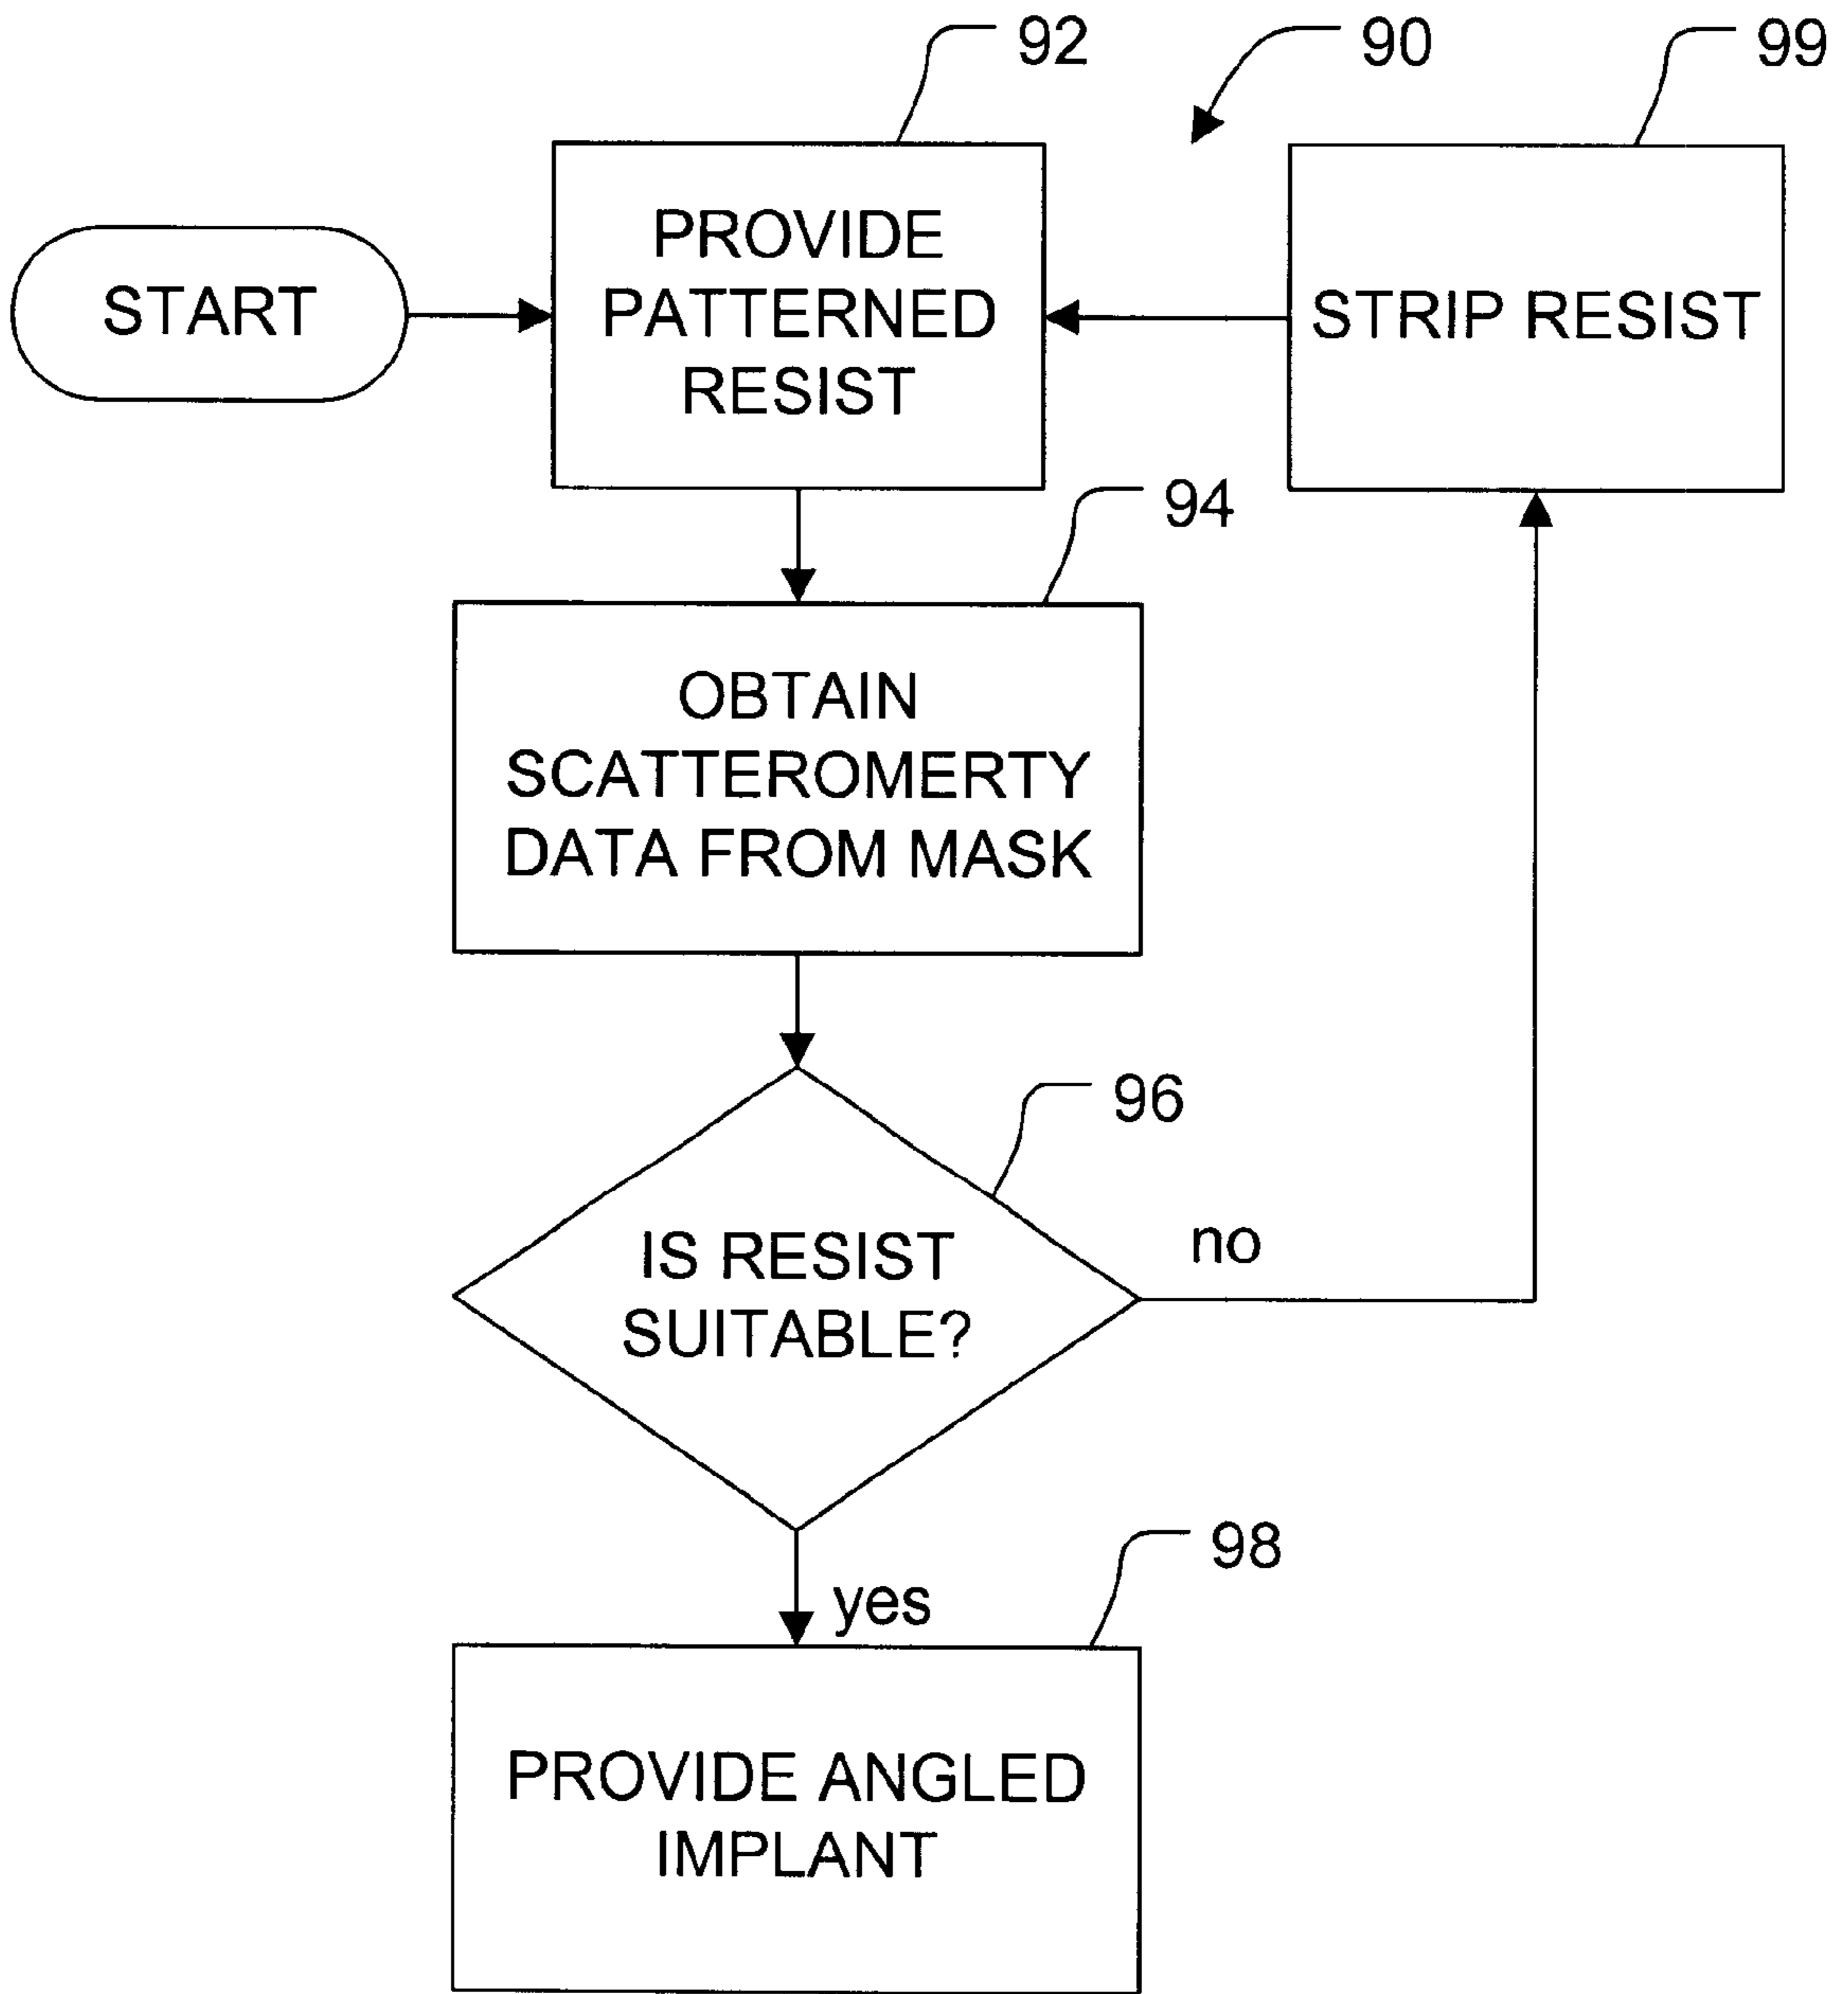 92
90
99
START
PROVIDE
PATTERNED
RESIST
STRIP RESIST
94
OBTAIN
SCATTEROMERTY
DATA FROM MASK
96
IS RESIST
SUITABLE?
no
yes
98
PROVIDE ANGLED
IMPLANT